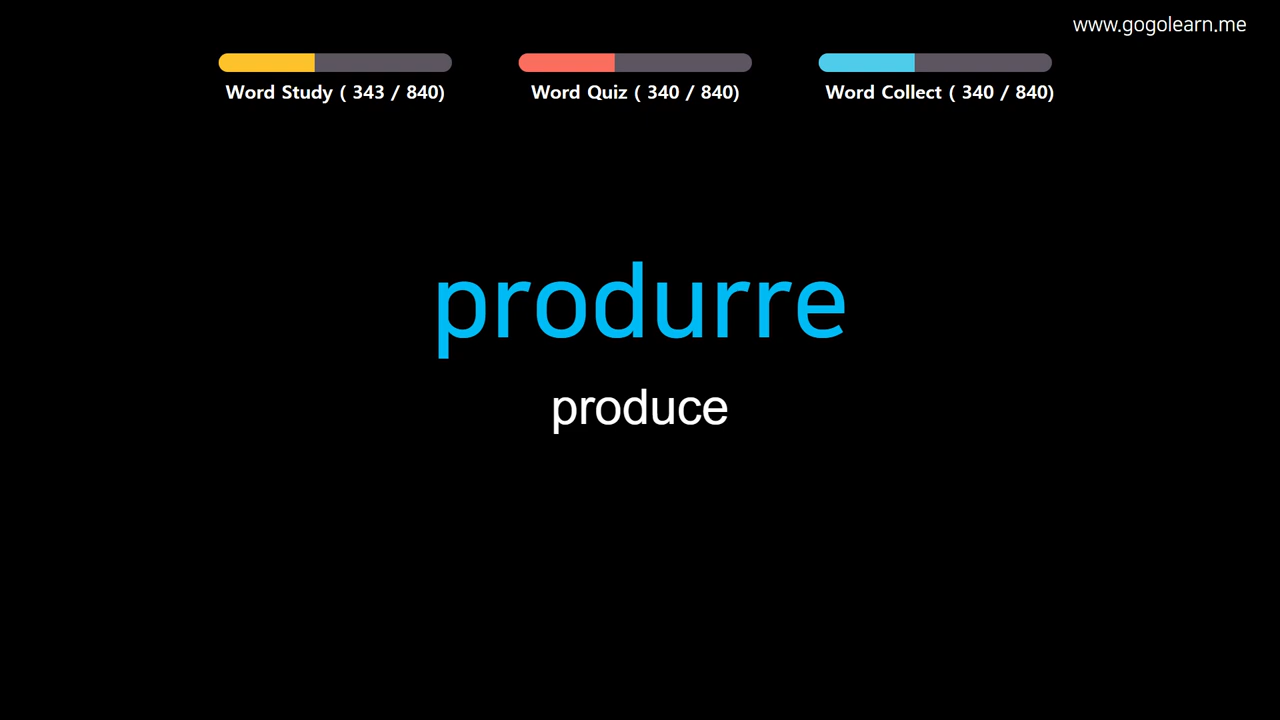 www.gogolearn.me
Word Study ( 343 / 840)
Word Quiz ( 340 / 840)
Word Collect ( 340 / 840)
produrre
produce